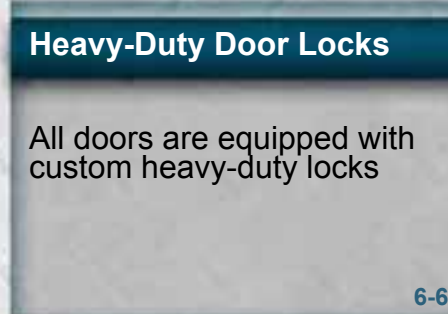 Heavy-Duty Door Locks
All doors are equipped with
custom heavy-duty locks
6-6